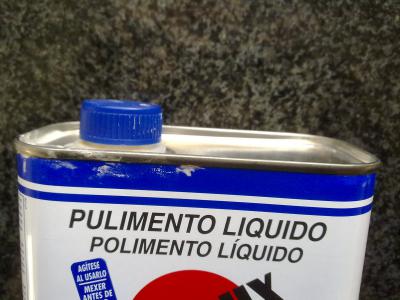 PULIMENTO LIQUIDO
POLIMENTO LÍQUIDO
AGÍTESE
AL USARLO
MEXER
ANTES DE